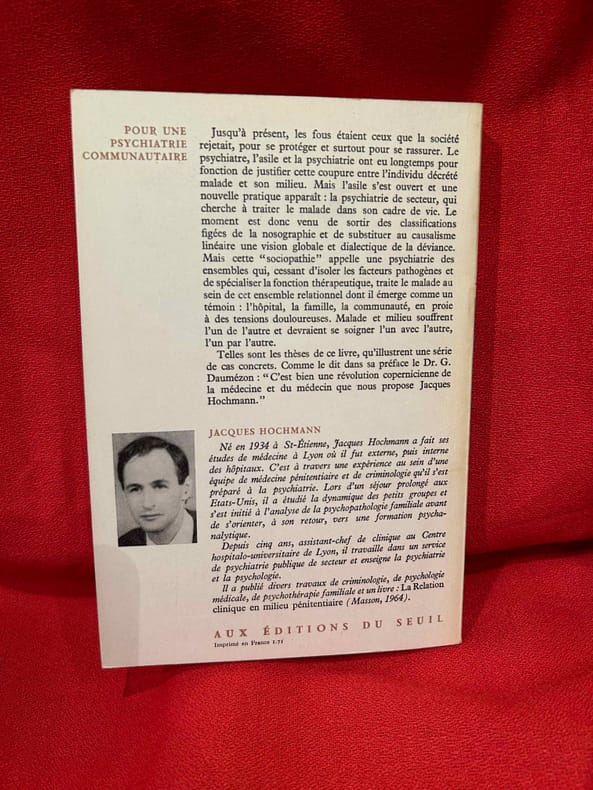 POUR UNE
PSYCHIATRIE
COMMUNAUTAIRE
Jusqu'à présent, les fous étaient ceux que la société
rejetait, pour se protéger et surtout pour se rassurer. Le
psychiatre, l'asile et la psychiatrie ont eu longtemps pour
fonction de justifier cette coupure entre l'individu décrété
malade et son milieu. Mais l'asile s'est ouvert et une
nouvelle pratique apparaît : la psychiatrie de secteur, qui
cherche à traiter le malade dans son cadre de vie. Le
moment est donc venu de sortir des classifications
figées de la nosographie et de substituer au causalisme
linéaire une vision globale et dialectique de la déviance.
Mais cette "sociopathie" appelle une psychiatrie des
ensembles qui, cessant d'isoler les facteurs pathogènes et
de spécialiser la fonction thérapeutique, traite le malade au
sein de cet ensemble relationnel dont il émerge comme un
témoin : l'hôpital, la famille, la communauté, en proie
à des tensions douloureuses. Malade et milieu souffrent
l'un de l'autre et devraient se soigner l'un avec l'autre,
l'un par l'autre.
Telles sont les thèses de ce livre, qu'illustrent une série
de cas concrets. Comme le dit dans sa préface le Dr. G.
Daumézon : "C'est bien une révolution copernicienne de
la médecine et du médecin que nous propose Jacques
Hochmann."
JACQUES HOCHMANN
Né en 1934 à St-Étienne, Jacques Hochmann a fait ses
études de médecine à Lyon où il fut externe, puis interne
des hôpitaux. C'est à travers une expérience au sein d'une
équipe de médecine pénitentiaire et de criminologie qu'il s'est
préparé à la psychiatrie. Lors d'un séjour prolongé aux
Etats-Unis, il a étudié la dynamique des petits groupes et
s'est initié à l'analyse de la psychopathologie familiale avant
de s'orienter, à son retour, vers une formation psycha-
nalytique.
Depuis cinq ans, assistant-chef de clinique au Centre
hospitalo-universitaire de Lyon, il travaille dans un service
de psychiatrie publique de secteur et enseigne la psychiatrie
et la psychologie.
Il a publié divers travaux de criminologie, de psychologie
médicale, de psychothérapie familiale et un livre : La Relation
clinique en milieu pénitentiaire (Masson, 1964).
AUX ÉDITIONS DU SEUIL
Imprimé en France 1.71